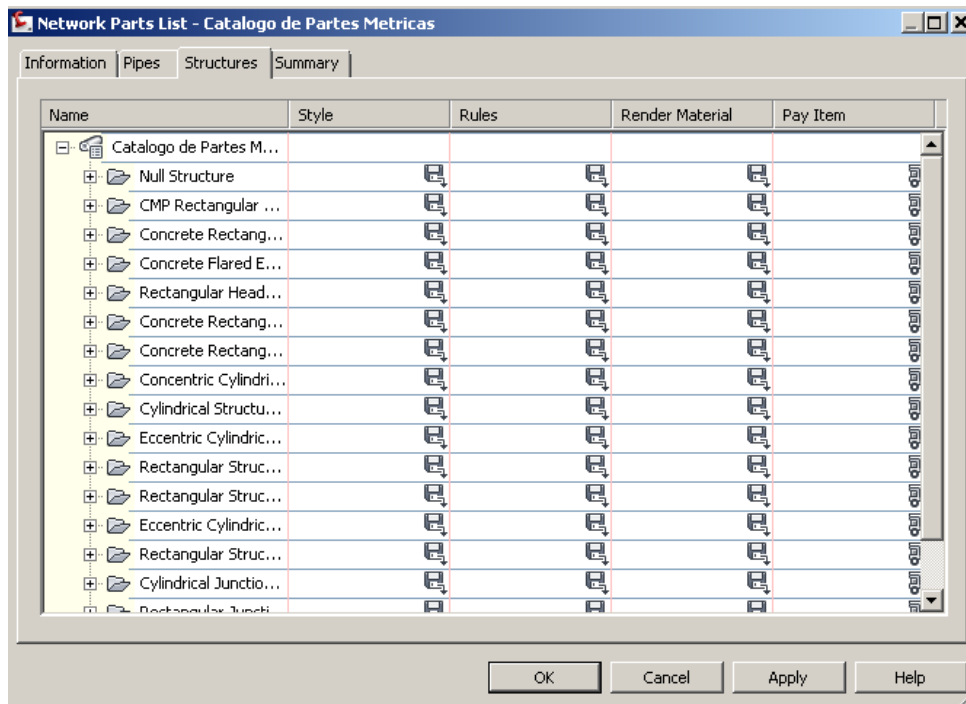 Network Parts List - Catalogo de Partes Metricas
Information Pipes Structures Summary
Name Style Rules Render Material Pay Item
Catalogo de Partes M...
Null Structure
CMP Rectangular ...
Concrete Rectang...
Concrete Flared E...
Rectangular Head...
Concrete Rectang...
Concrete Rectang...
Concentric Cylindri...
Cylindrical Structu...
Eccentric Cylindric...
Rectangular Struc...
Rectangular Struc...
Eccentric Cylindric...
Rectangular Struc...
Cylindrical Junctio...
Rectangular Juncti...
OK Cancel Apply Help